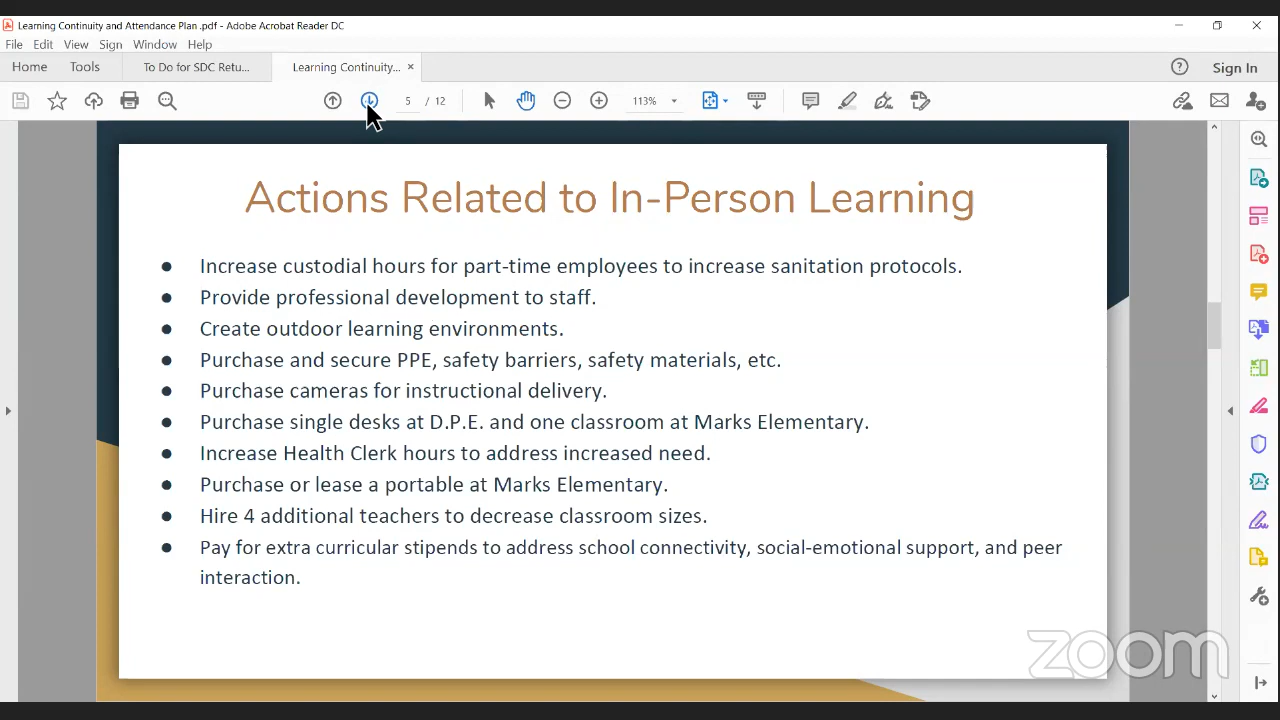 Learning Continuity and Attendance Plan .pdf - Adobe Acrobat Reader DC
File Edit View Sign Window Help
Home Tools To Do for SDC Retu... Learning Continuity... × Sign In
5 / 12 113%
Actions Related to In-Person Learning
● Increase custodial hours for part-time employees to increase sanitation protocols.
● Provide professional development to staff.
● Create outdoor learning environments.
● Purchase and secure PPE, safety barriers, safety materials, etc.
● Purchase cameras for instructional delivery.
● Purchase single desks at D.P.E. and one classroom at Marks Elementary.
● Increase Health Clerk hours to address increased need.
● Purchase or lease a portable at Marks Elementary.
● Hire 4 additional teachers to decrease classroom sizes.
● Pay for extra curricular stipends to address school connectivity, social-emotional support, and peer
interaction.
zoom